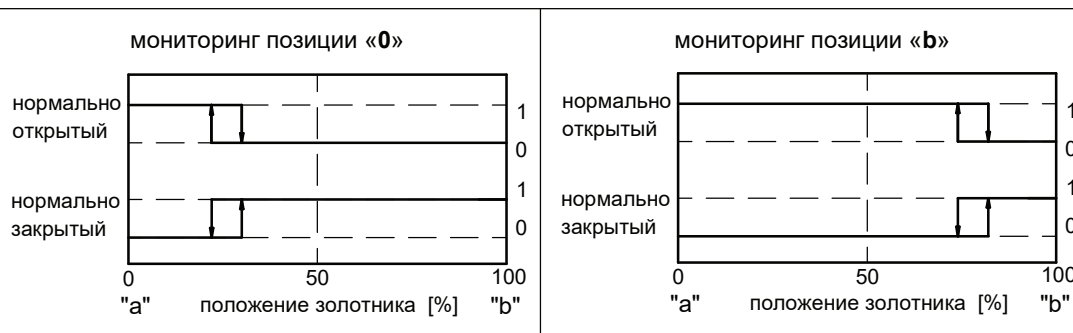 мониторинг позиции «0»
нормально
открытый
1
0
нормально
закрытый
1
0
0
50
100
"a"
положение золотника [%]
"b"
мониторинг позиции «b»
нормально
открытый
1
0
нормально
закрытый
1
0
0
50
100
"a"
положение золотника [%]
"b"